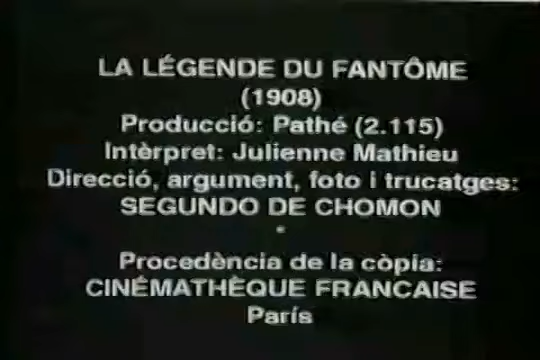 LA LÉGENDE DU FANTÔME
(1908)
Producció: Pathé (2.115)
Intèrpret: Julienne Mathieu
Direcció, argument, foto i trucatges:
SEGUNDO DE CHOMON
*
Procedència de la còpia:
CINÉMATHÈQUE FRANCAISE
París